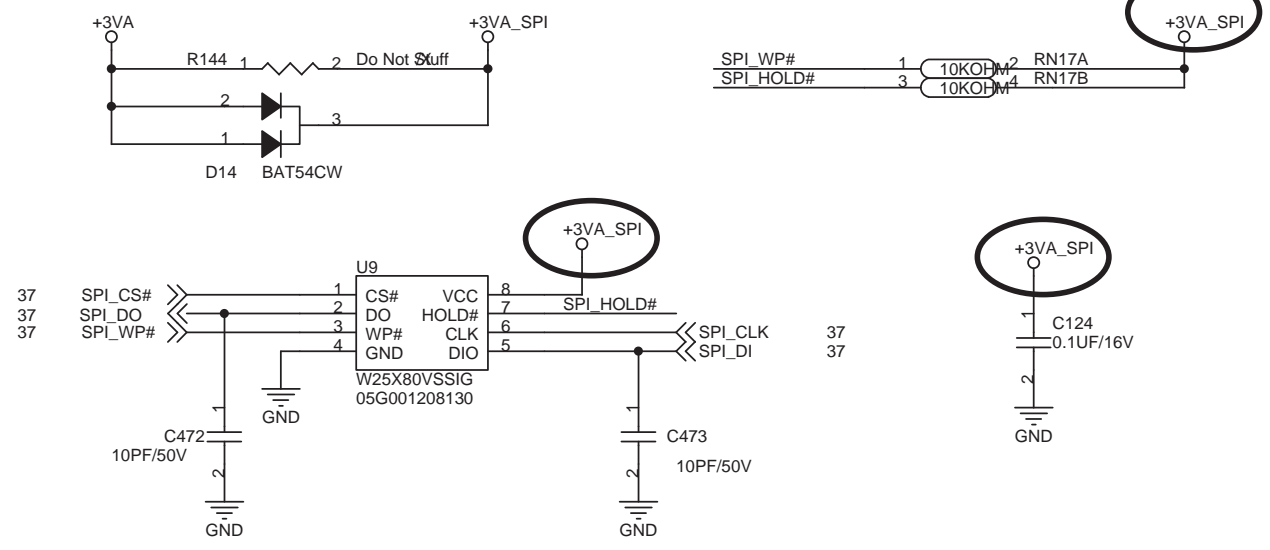 +3VA
+3VA_SPI
R144 1 2 Do Not Stuff
2
3
1
D14 BAT54CW
+3VA_SPI
SPI_WP# 1 10KOHM 2 RN17A
SPI_HOLD# 3 10KOHM 4 RN17B
+3VA_SPI
U9
37 SPI_CS# 1 CS# VCC 8
37 SPI_DO 2 DO HOLD# 7 SPI_HOLD#
37 SPI_WP# 3 WP# CLK 6 SPI_CLK 37
4 GND DIO 5 SPI_DI 37
W25X80VSSIG
05G001208130
GND
1
C472
10PF/50V
2
GND
1
C473
10PF/50V
2
GND
+3VA_SPI
1
C124
0.1UF/16V
2
GND